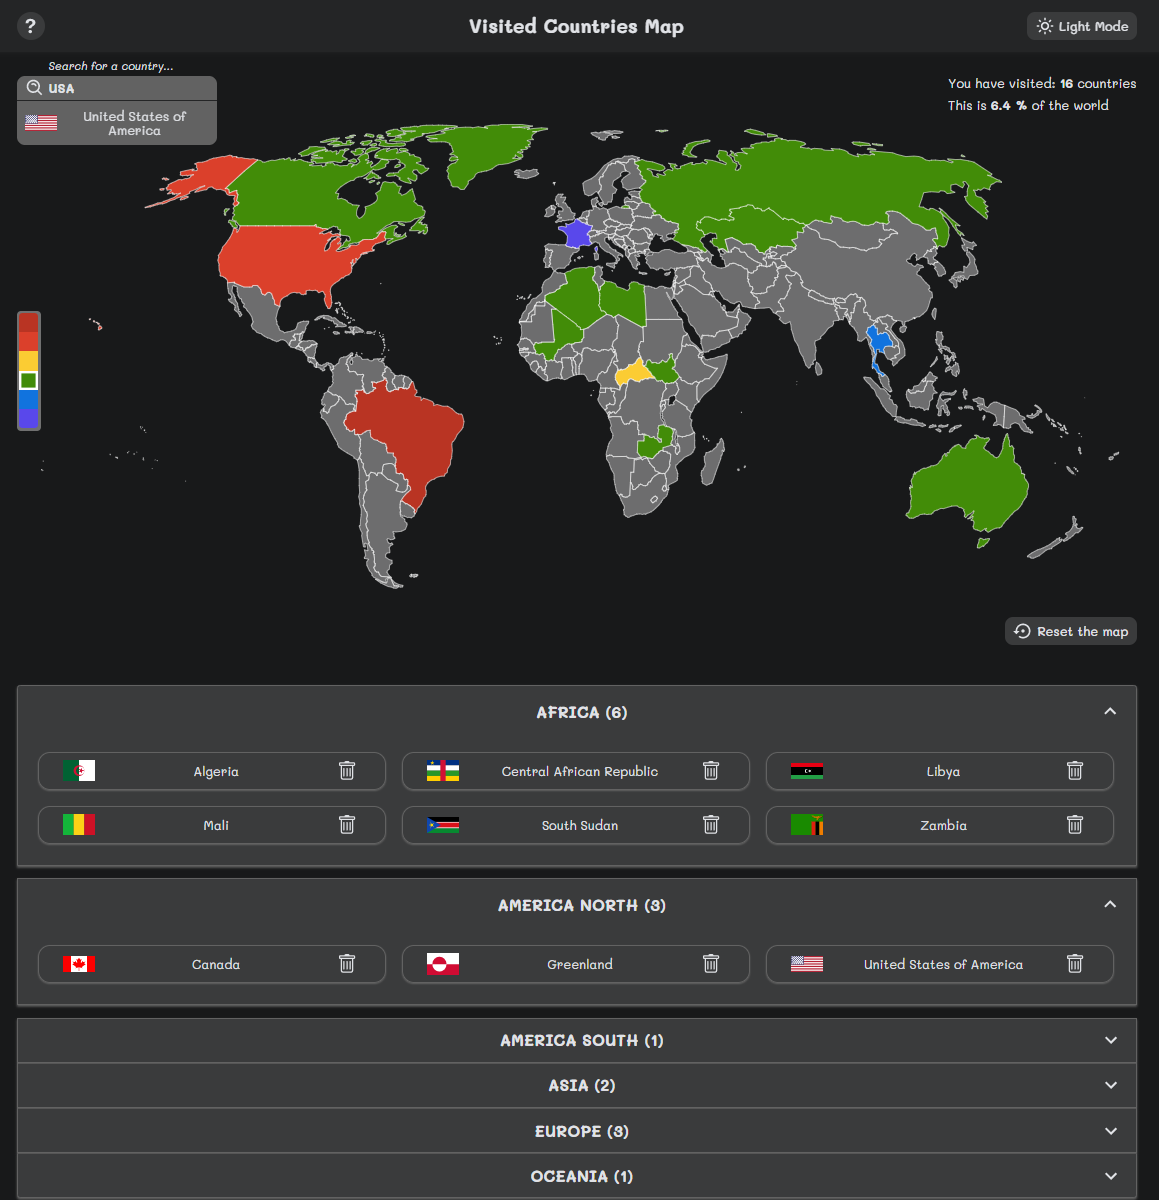 ?
Visited Countries Map
Light Mode
Search for a country...
USA
United States of
America
You have visited: 16 countries
This is 6.4 % of the world
Reset the map
AFRICA (6)
Algeria
Central African Republic
Libya
Mali
South Sudan
Zambia
AMERICA NORTH (3)
Canada
Greenland
United States of America
AMERICA SOUTH (1)
ASIA (2)
EUROPE (3)
OCEANIA (1)